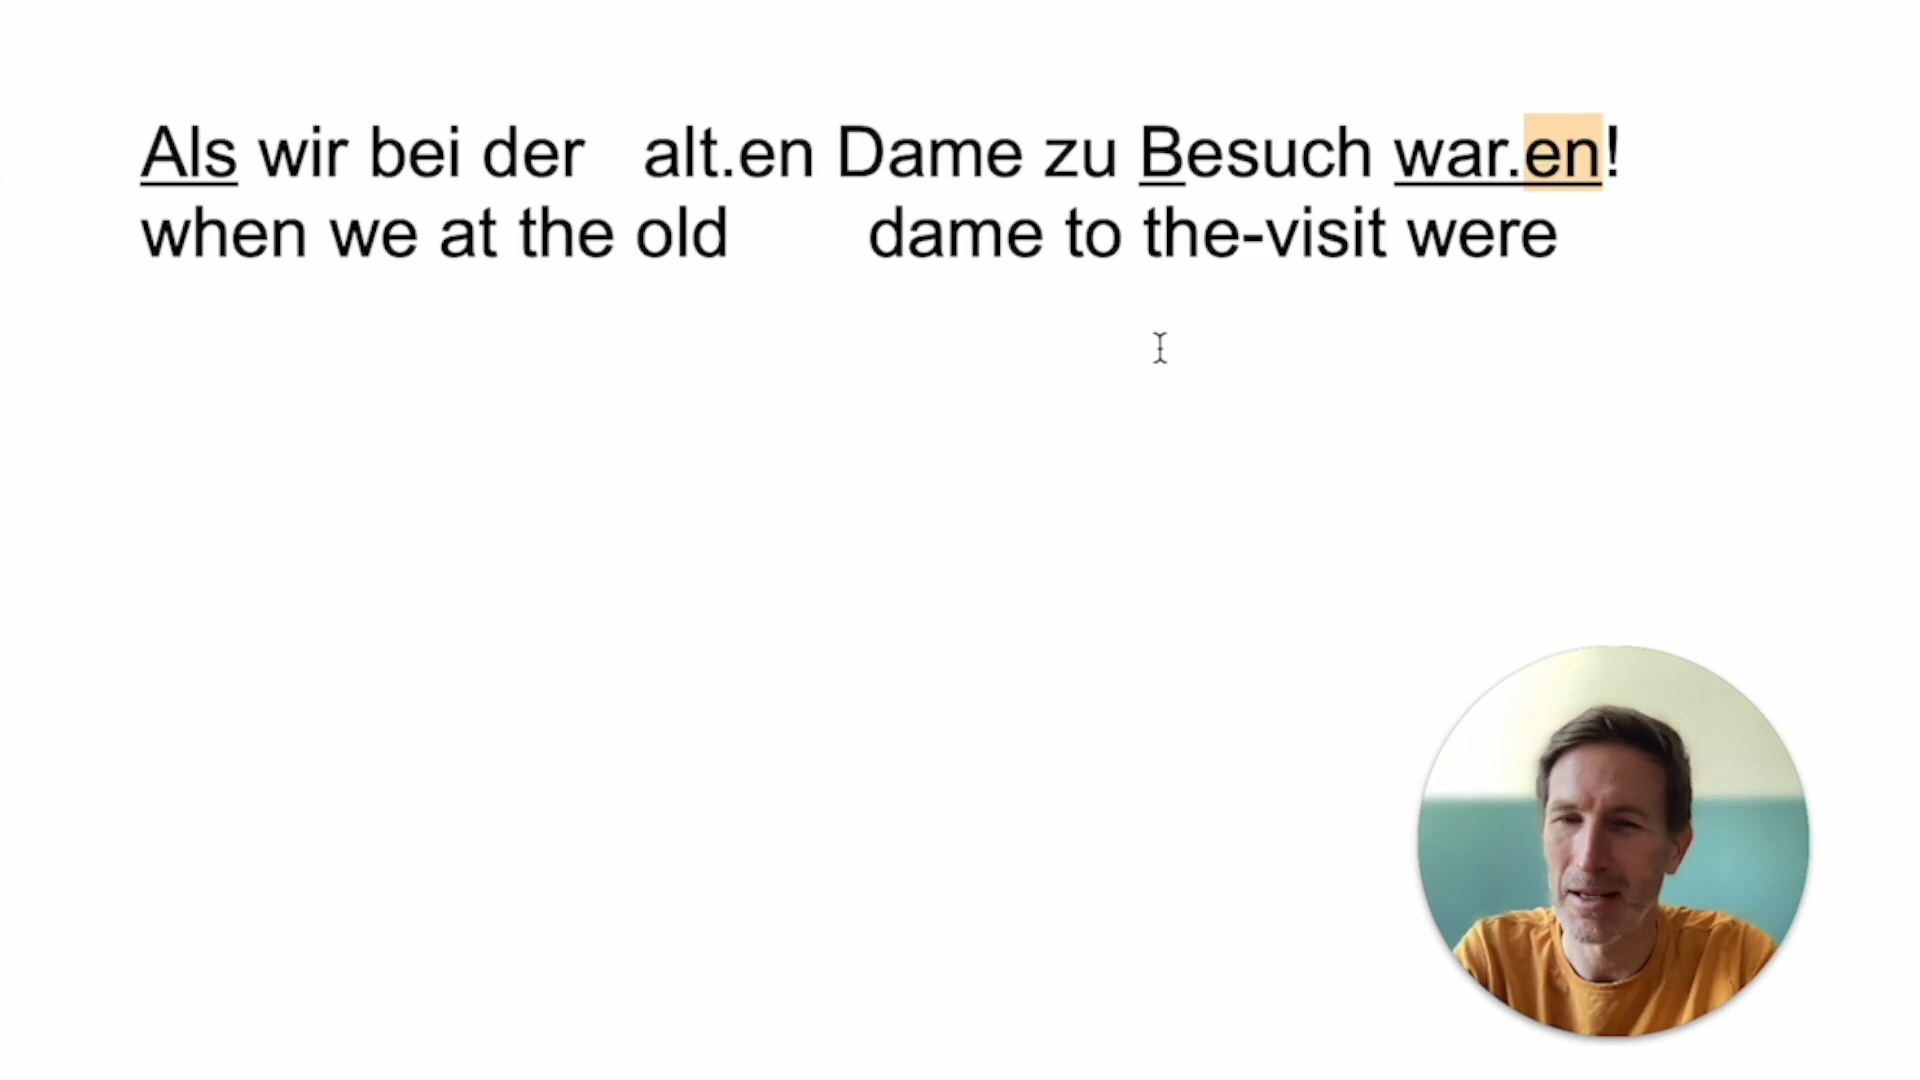 Als wir bei der alt.en Dame zu Besuch war.en!
when we at the old dame to the-visit were